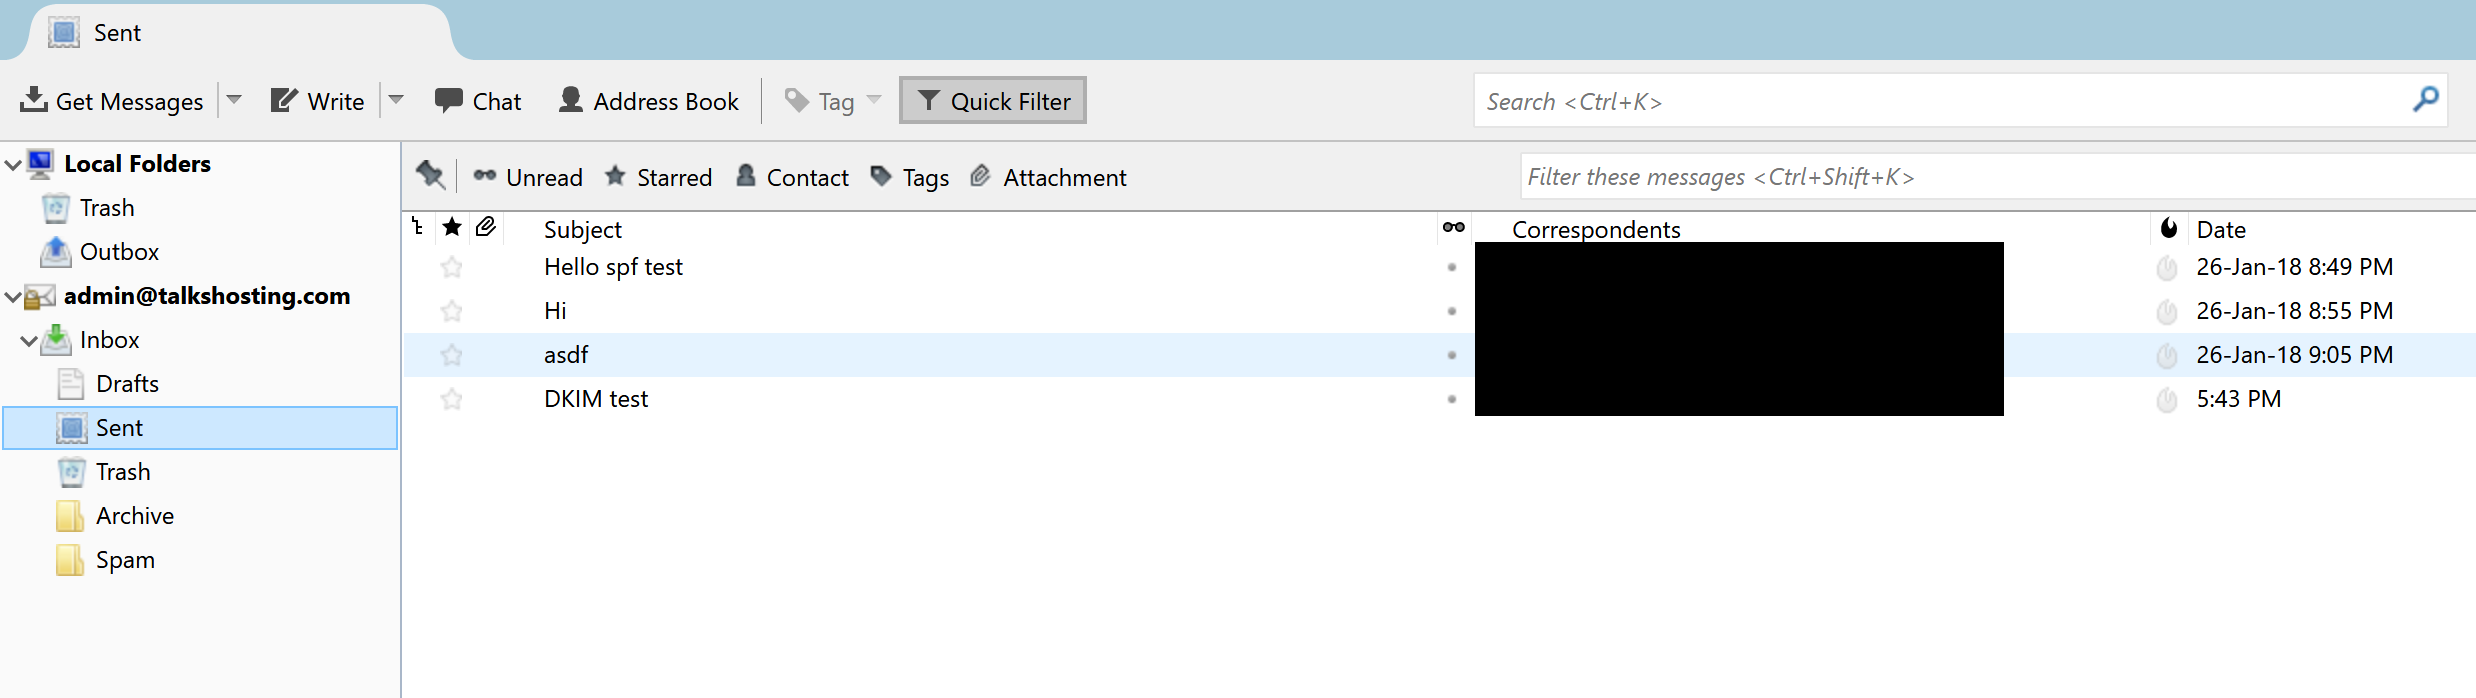 Sent
Get Messages Write Chat Address Book Tag Quick Filter Search <Ctrl+K>
Local Folders
Trash
Outbox
admin@talkshosting.com
Inbox
Drafts
Sent
Trash
Archive
Spam
Unread Starred Contact Tags Attachment Filter these messages <Ctrl+Shift+K>
Subject Correspondents Date
Hello spf test 26-Jan-18 8:49 PM
Hi 26-Jan-18 8:55 PM
asdf 26-Jan-18 9:05 PM
DKIM test 5:43 PM